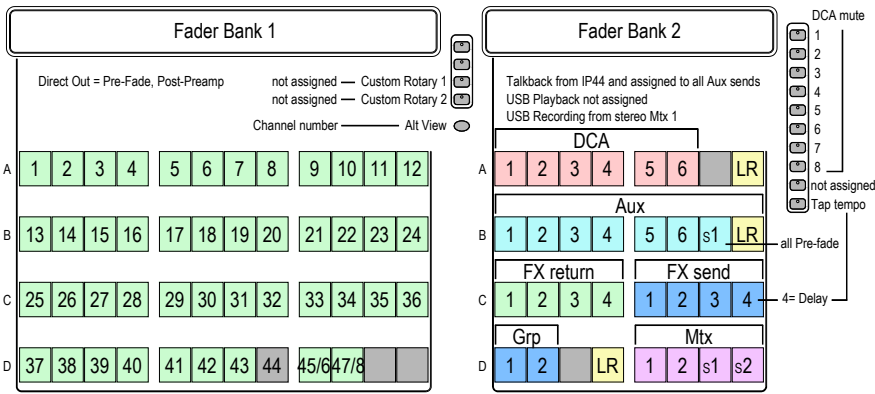 Fader Bank 1
Direct Out = Pre-Fade, Post-Preamp
not assigned — Custom Rotary 1
not assigned — Custom Rotary 2
Channel number — Alt View
A 1 2 3 4 5 6 7 8 9 10 11 12
B 13 14 15 16 17 18 19 20 21 22 23 24
C 25 26 27 28 29 30 31 32 33 34 35 36
D 37 38 39 40 41 42 43 44 45/6 47/8
Fader Bank 2
Talkback from IP44 and assigned to all Aux sends
USB Playback not assigned
USB Recording from stereo Mtx 1
DCA
A 1 2 3 4 5 6 LR
Aux
B 1 2 3 4 5 6 s1 LR
all Pre-fade
FX return FX send
C 1 2 3 4 1 2 3 4
4= Delay
Grp Mtx
D 1 2 LR 1 2 s1 s2
DCA mute
1
2
3
4
5
6
7
8
not assigned
Tap tempo